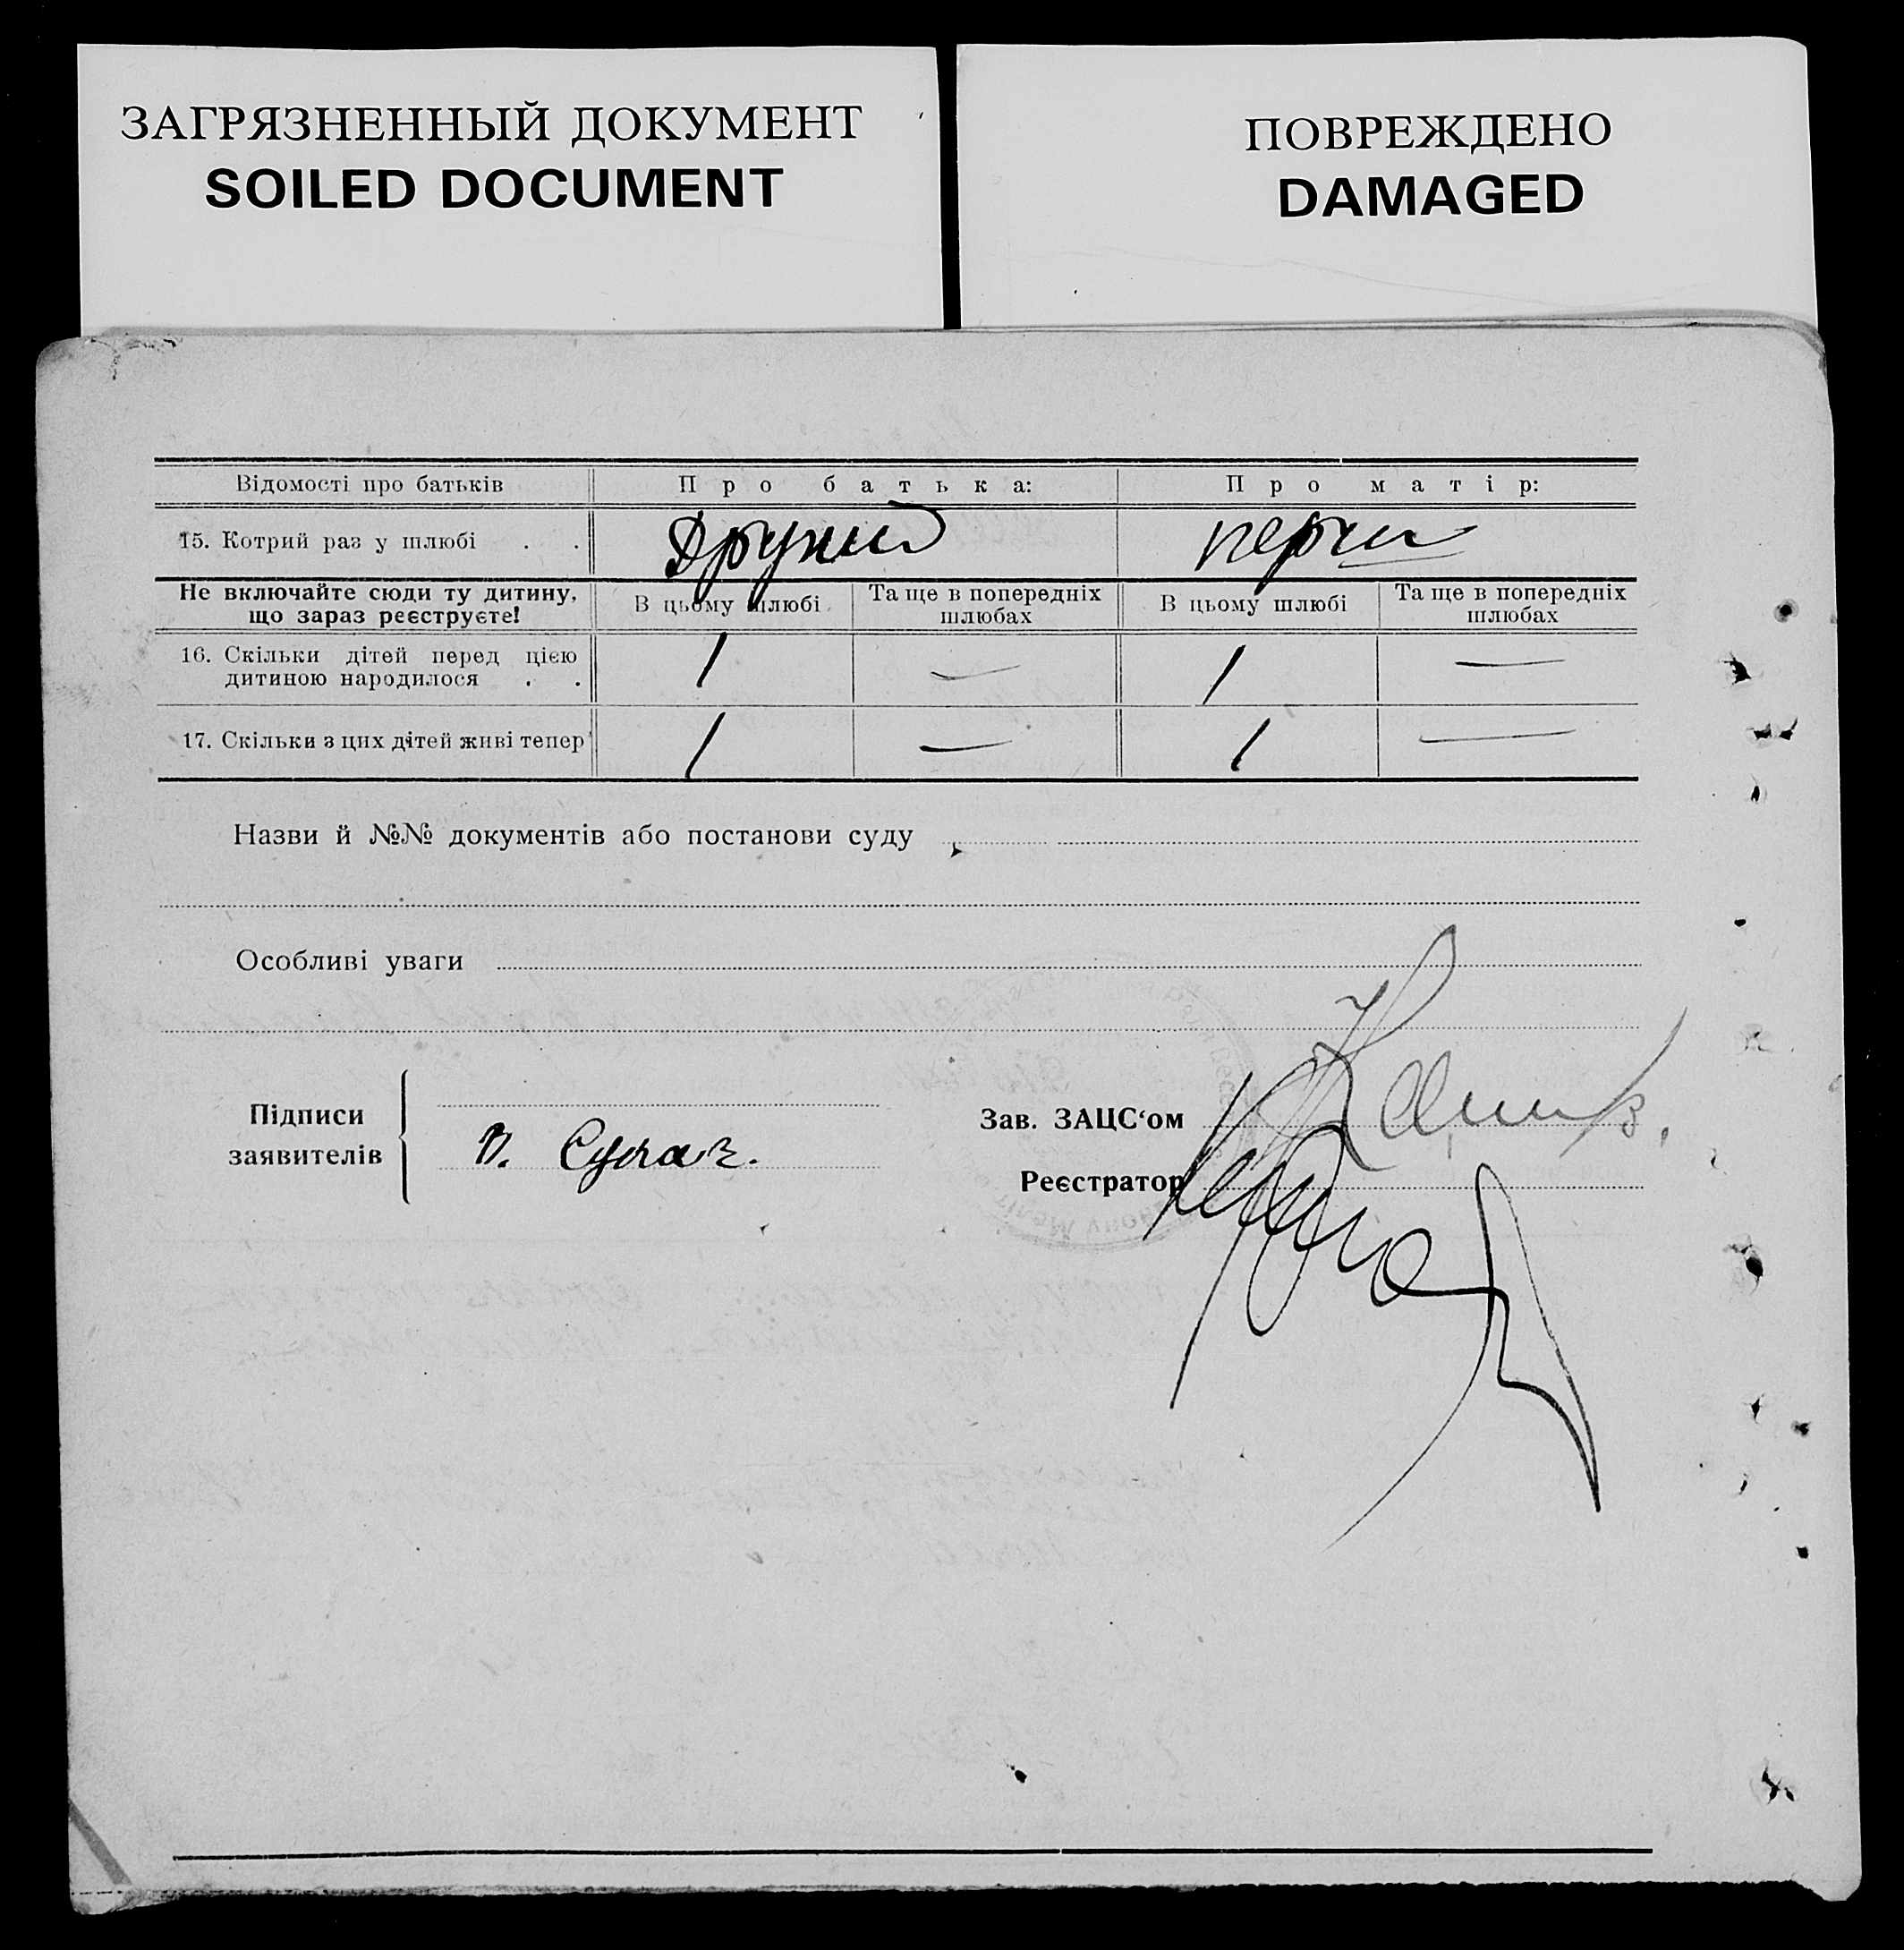 ЗАГРЯЗНЕННЫЙ ДОКУМЕНТ
SOILED DOCUMENT
ПОВРЕЖДЕНО
DAMAGED
Відомості про батьків Про батька: Про матір:
15. Котрий раз у шлюбі . . Другий перший
Не включайте сюди ту дитину, що зараз реєструєте! В цьому шлюбі Та ще в попередніх шлюбах В цьому шлюбі Та ще в попередніх шлюбах
16. Скільки дітей перед цією
дитиною народилося . . 1 — 1 —
17. Скільки з цих дітей живі тепер 1 — 1 —
Назви й №№ документів або постанови суду
Особливі уваги
Підписи
заявителів
В.
Зав. ЗАЦС‘ом
Реєстратор